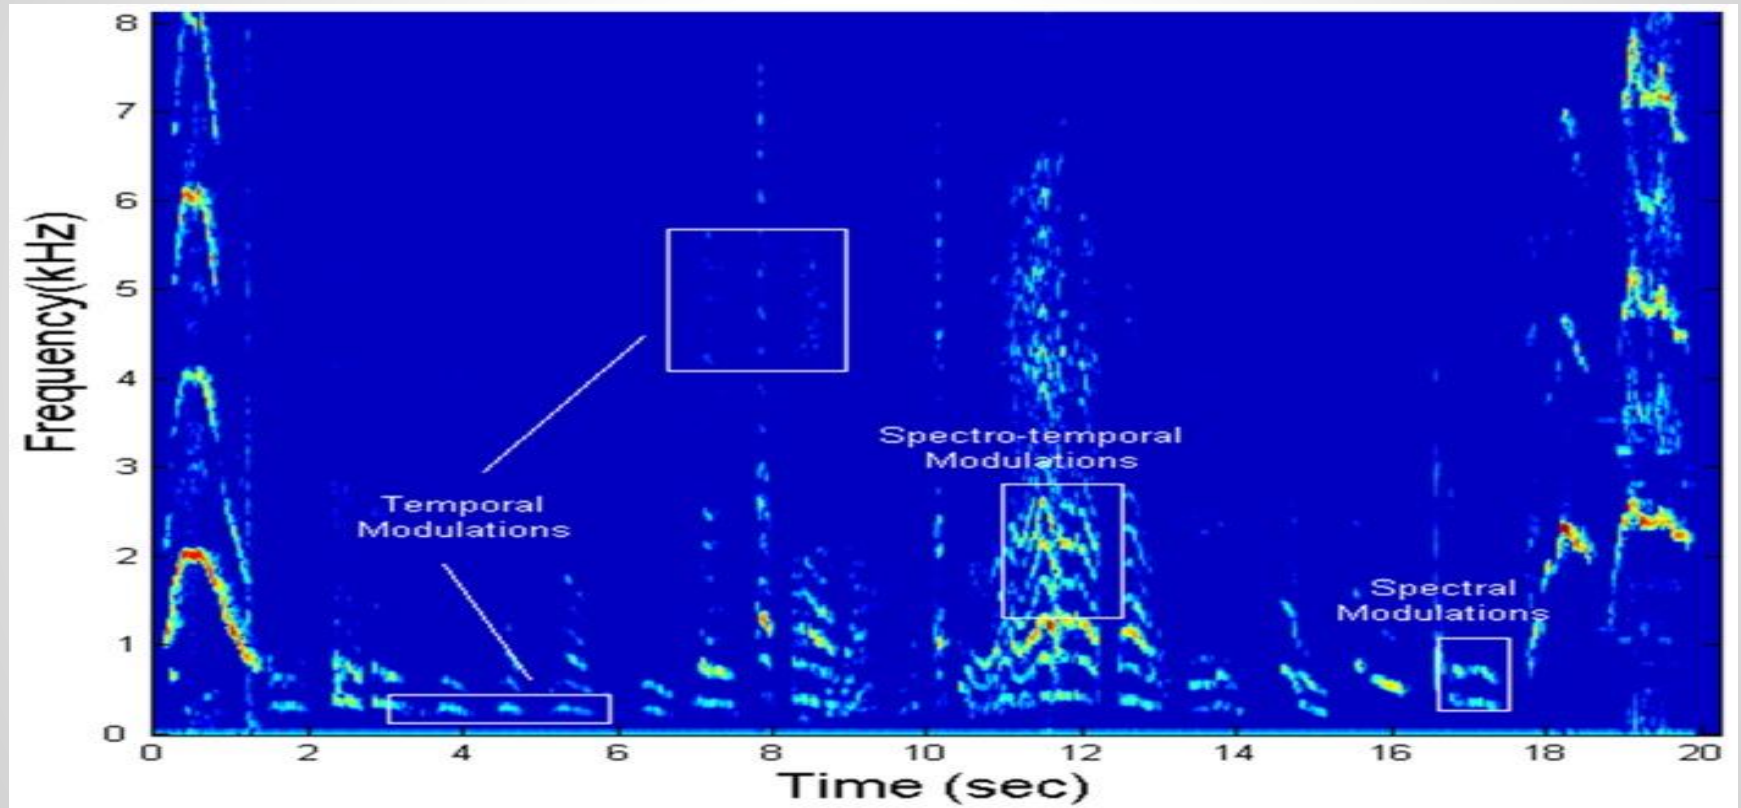 8
7
6
5
4
3
2
1
0
Frequency(kHz)
Spectro-temporal
Modulations
Temporal
Modulations
Spectral
Modulations
0 2 4 6 8 10 12 14 16 18 20
Time (sec)